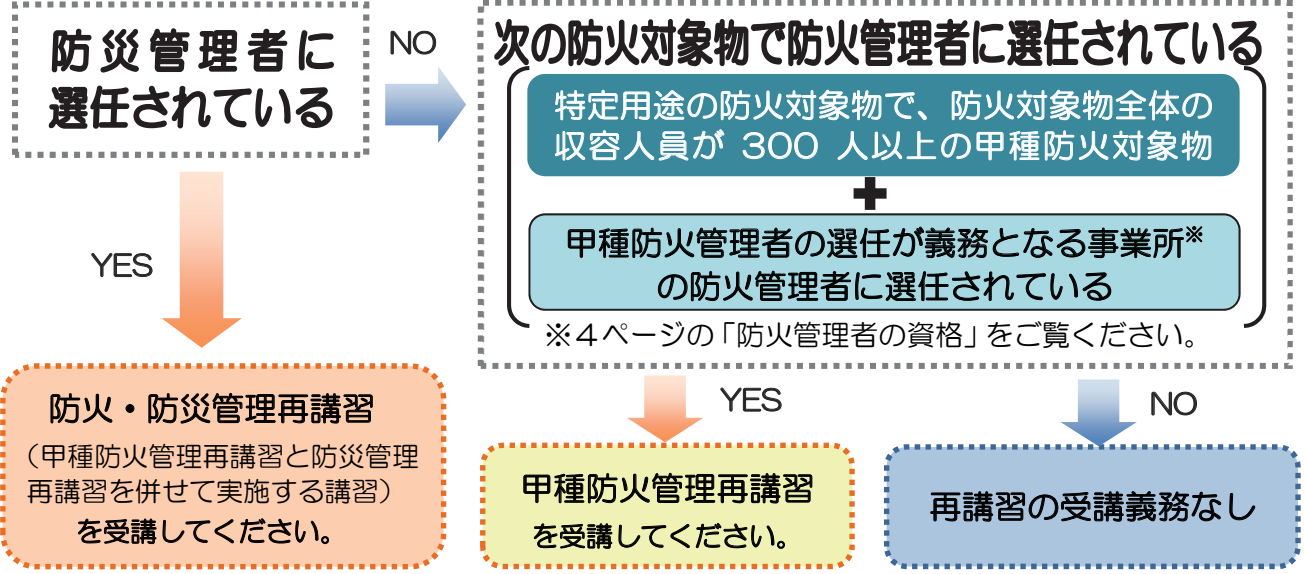 防災管理者に
選任されている
NO
次の防火対象物で防火管理者に選任されている
特定用途の防火対象物で、防火対象物全体の
収容人員が 300 人以上の甲種防火対象物
+
甲種防火管理者の選任が義務となる事業所※
の防火管理者に選任されている
※4ページの「防火管理者の資格」をご覧ください。
YES
YES
NO
防火・防災管理再講習
(甲種防火管理再講習と防災管理
再講習を併せて実施する講習)
を受講してください。
甲種防火管理再講習
を受講してください。
再講習の受講義務なし